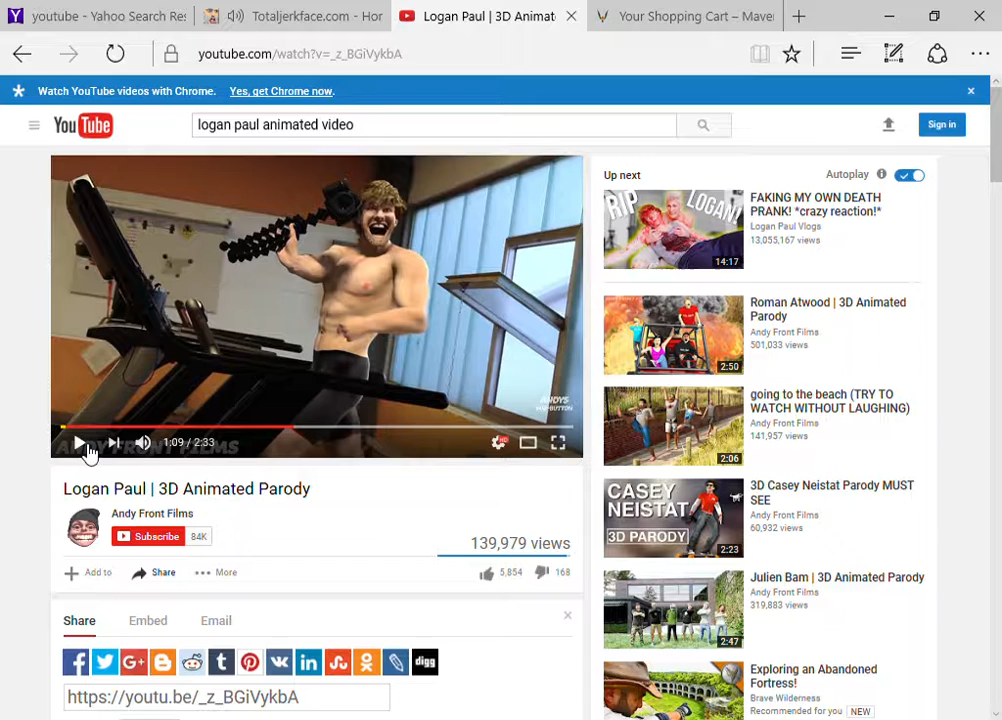 youtube - Yahoo Search Res
Totaljerkface.com - Hor
Logan Paul | 3D Animat
Your Shopping Cart – Maver
youtube.com/watch?v=_z_BGiVykbA
Watch YouTube videos with Chrome. Yes, get Chrome now.
YouTube
logan paul animated video
Sign in
1:09 / 2:33
HD
ANDY FRONT FILMS
Logan Paul | 3D Animated Parody
Andy Front Films
Subscribe 84K
139,979 views
Add to Share More
5,854 168
Share Embed Email
digg
https://youtu.be/_z_BGiVykbA
Up next
Autoplay
RIP LOGAN!
14:17
FAKING MY OWN DEATH
PRANK! *crazy reaction!*
Logan Paul Vlogs
13,055,167 views
2:50
Roman Atwood | 3D Animated
Parody
Andy Front Films
501,033 views
2:06
going to the beach (TRY TO
WATCH WITHOUT LAUGHING)
Andy Front Films
141,957 views
CASEY
NEISTAT
3D PARODY
2:23
3D Casey Neistat Parody MUST
SEE
Andy Front Films
60,932 views
2:47
Julien Bam | 3D Animated Parody
Andy Front Films
319,883 views
Exploring an Abandoned
Fortress!
Brave Wilderness
Recommended for you NEW